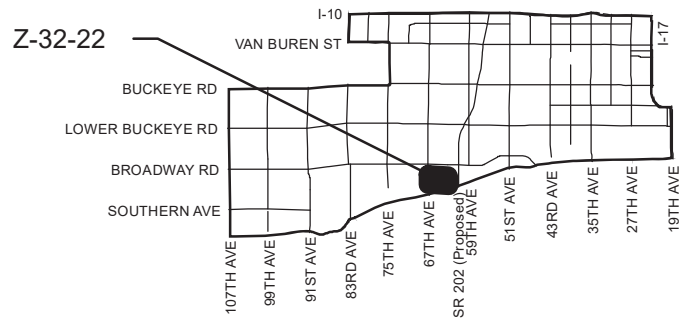 I-10
I-17
Z-32-22
VAN BUREN ST
BUCKEYE RD
LOWER BUCKEYE RD
BROADWAY RD
SOUTHERN AVE
107TH AVE
99TH AVE
91ST AVE
83RD AVE
75TH AVE
67TH AVE
SR 202 (Proposed)
59TH AVE
51ST AVE
43RD AVE
35TH AVE
27TH AVE
19TH AVE